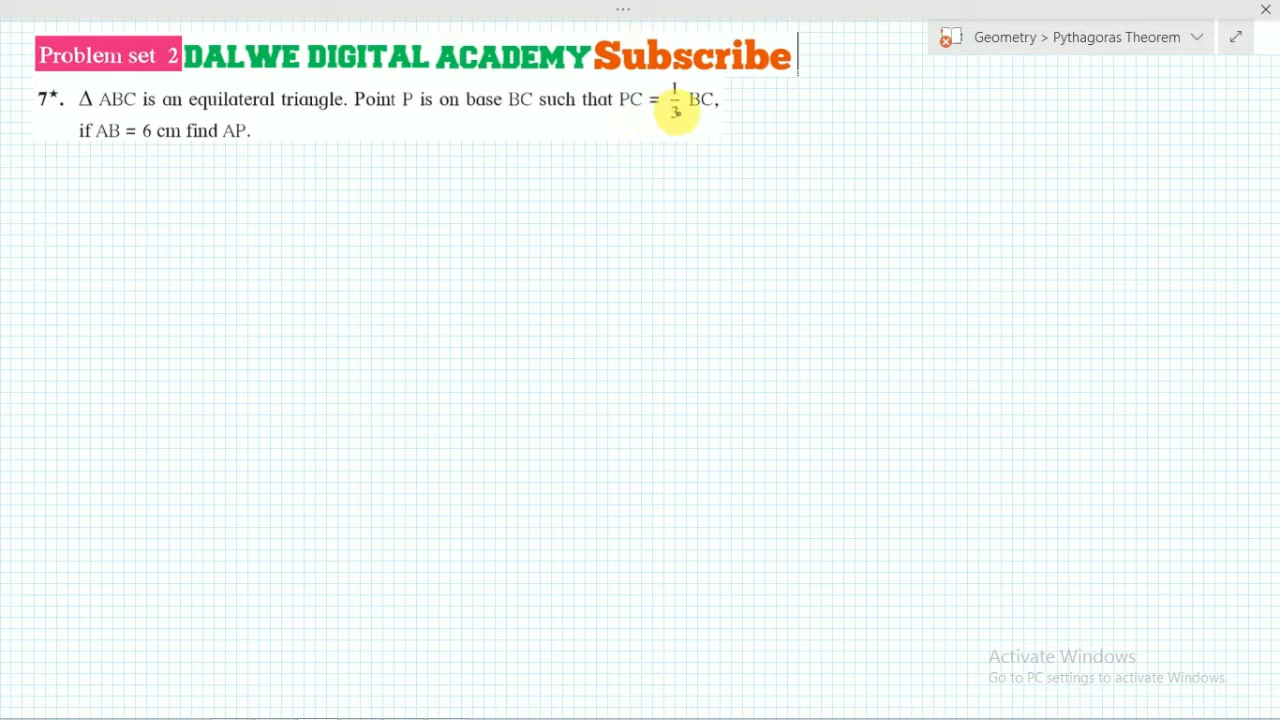 Geometry > Pythagoras Theorem
Problem set 2 DALWE DIGITAL ACADEMY Subscribe
7★. Δ ABC is an equilateral triangle. Point P is on base BC such that PC = 1/3 BC,
if AB = 6 cm find AP.
Activate Windows
Go to PC settings to activate Windows.